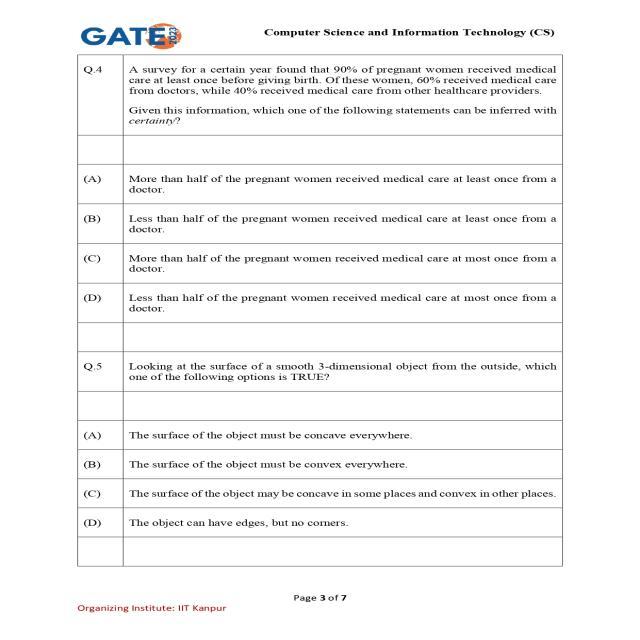 GATE 2023
Computer Science and Information Technology (CS)
Q.4
A survey for a certain year found that 90% of pregnant women received medical
care at least once before giving birth. Of these women, 60% received medical care
from doctors, while 40% received medical care from other healthcare providers.
Given this information, which one of the following statements can be inferred with
certainty?
(A)
More than half of the pregnant women received medical care at least once from a
doctor.
(B)
Less than half of the pregnant women received medical care at least once from a
doctor.
(C)
More than half of the pregnant women received medical care at most once from a
doctor.
(D)
Less than half of the pregnant women received medical care at most once from a
doctor.
Q.5
Looking at the surface of a smooth 3-dimensional object from the outside, which
one of the following options is TRUE?
(A)
The surface of the object must be concave everywhere.
(B)
The surface of the object must be convex everywhere.
(C)
The surface of the object may be concave in some places and convex in other places.
(D)
The object can have edges, but no corners.
Page 3 of 7
Organizing Institute: IIT Kanpur